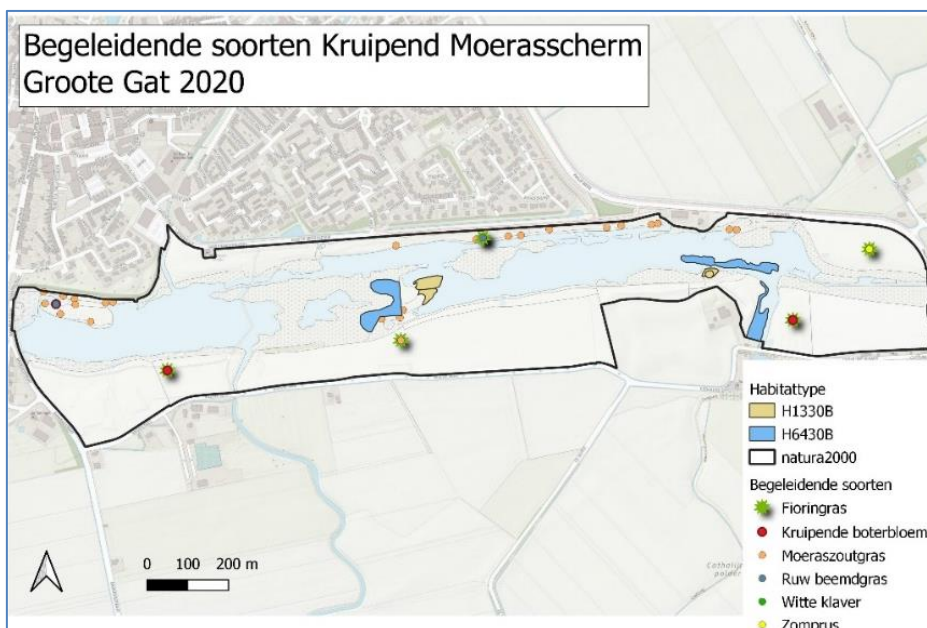 Begeleidende soorten Kruipend Moerasscherm
Groote Gat 2020
0 100 200 m
Habitattype
H1330B
H6430B
natura2000
Begeleidende soorten
Fioringras
Kruipende boterbloem
Moeraszoutgras
Ruw beemdgras
Witte klaver
Zomprus